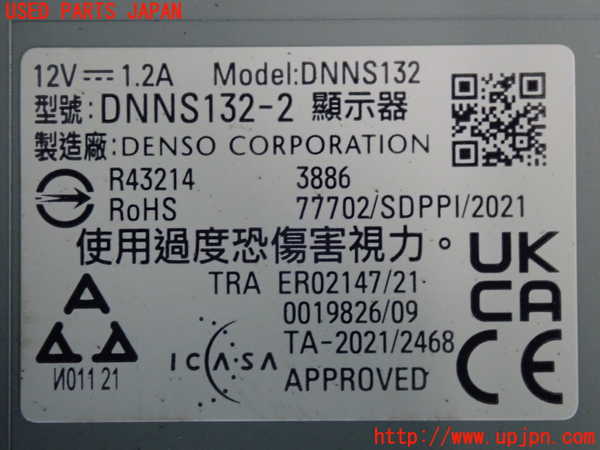 USED PARTS JAPAN
12V⎓1.2A Model:DNNS132
型號:DNNS132-2 顯示器
製造廠:DENSO CORPORATION
R43214 3886
RoHS 77702/SDPPI/2021
使用過度恐傷害視力。
UK
CA
TRA ER02147/21
0019826/09
TA-2021/2468
APPROVED
ICASA
И011 21
CE
http://www.upjpn.com/